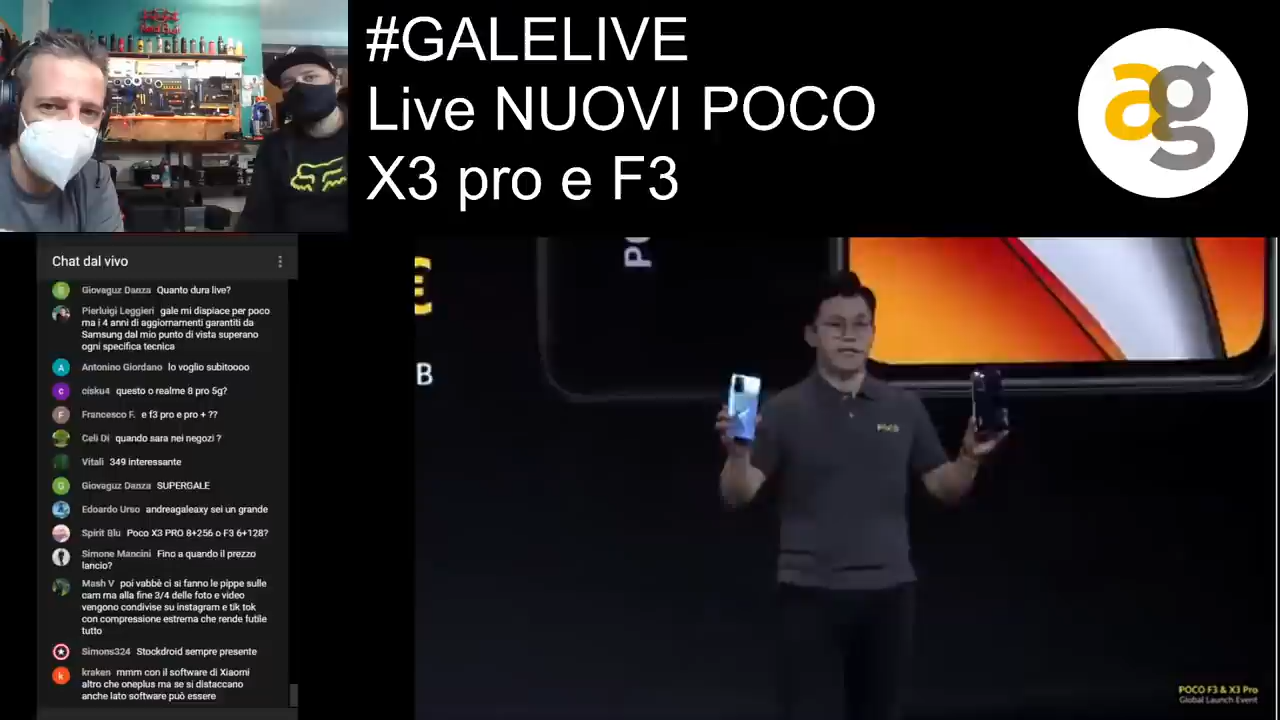 #GALELIVE
Live NUOVI POCO
X3 pro e F3
ag
Chat dal vivo
Giovaguz Danza Quanto dura live?
Pierluigi Leggieri gale mi dispiace per poco
ma i 4 anni di aggiornamenti garantiti da
Samsung dal mio punto di vista superano
ogni specifica tecnica
A Antonino Giordano lo voglio subitoooo
c cisku4 questo o realme 8 pro 5g?
F Francesco F. e f3 pro e pro + ??
Celi Di quando sara nei negozi ?
Vitali 349 interessante
G Giovaguz Danza SUPERGALE
Edoardo Urso andreagaleaxy sei un grande
Spirit Blu Poco X3 PRO 8+256 o F3 6+128?
Simone Mancini Fino a quando il prezzo
lancio?
Mash V poi vabbè ci si fanno le pippe sulle
cam ma alla fine 3/4 delle foto e video
vengono condivise su instagram e tik tok
con compressione estrema che rende futile
tutto
Simons324 Stockdroid sempre presente
k kraken mmm con il software di Xiaomi
altro che oneplus ma se si distaccano
anche lato software può essere
€
B
PO
POCO
POCO F3 & X3 Pro
Global Launch Event